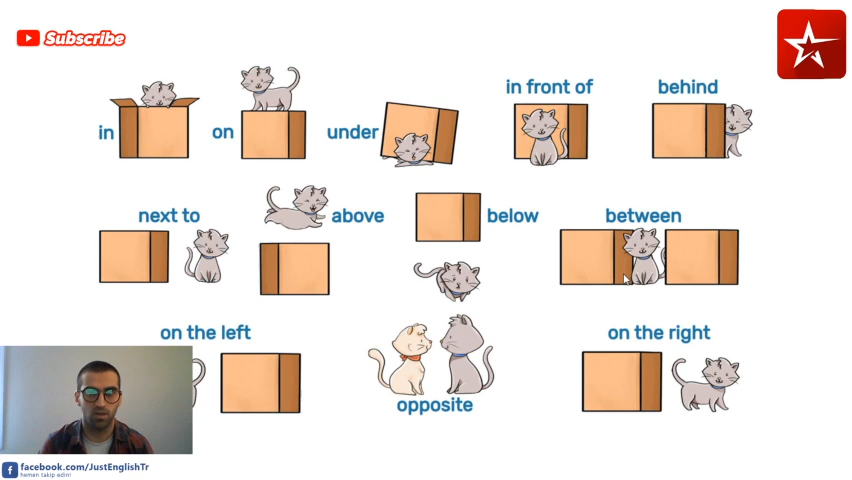 Subscribe
in front of
behind
in
on
under
next to
above
below
between
on the left
on the right
opposite
facebook.com/JustEnglishTr
hemen takip edin!